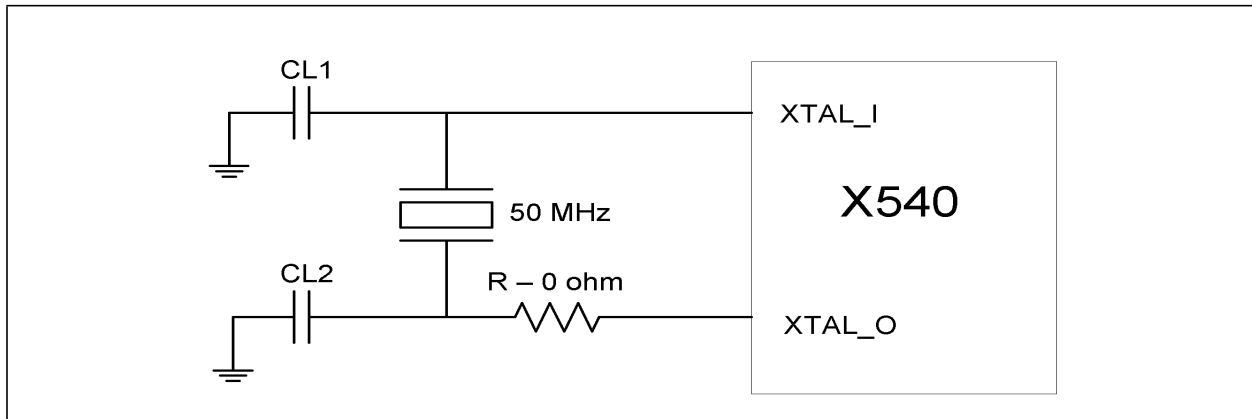 CL1
XTAL_I
X540
50 MHz
CL2
R – 0 ohm
XTAL_O